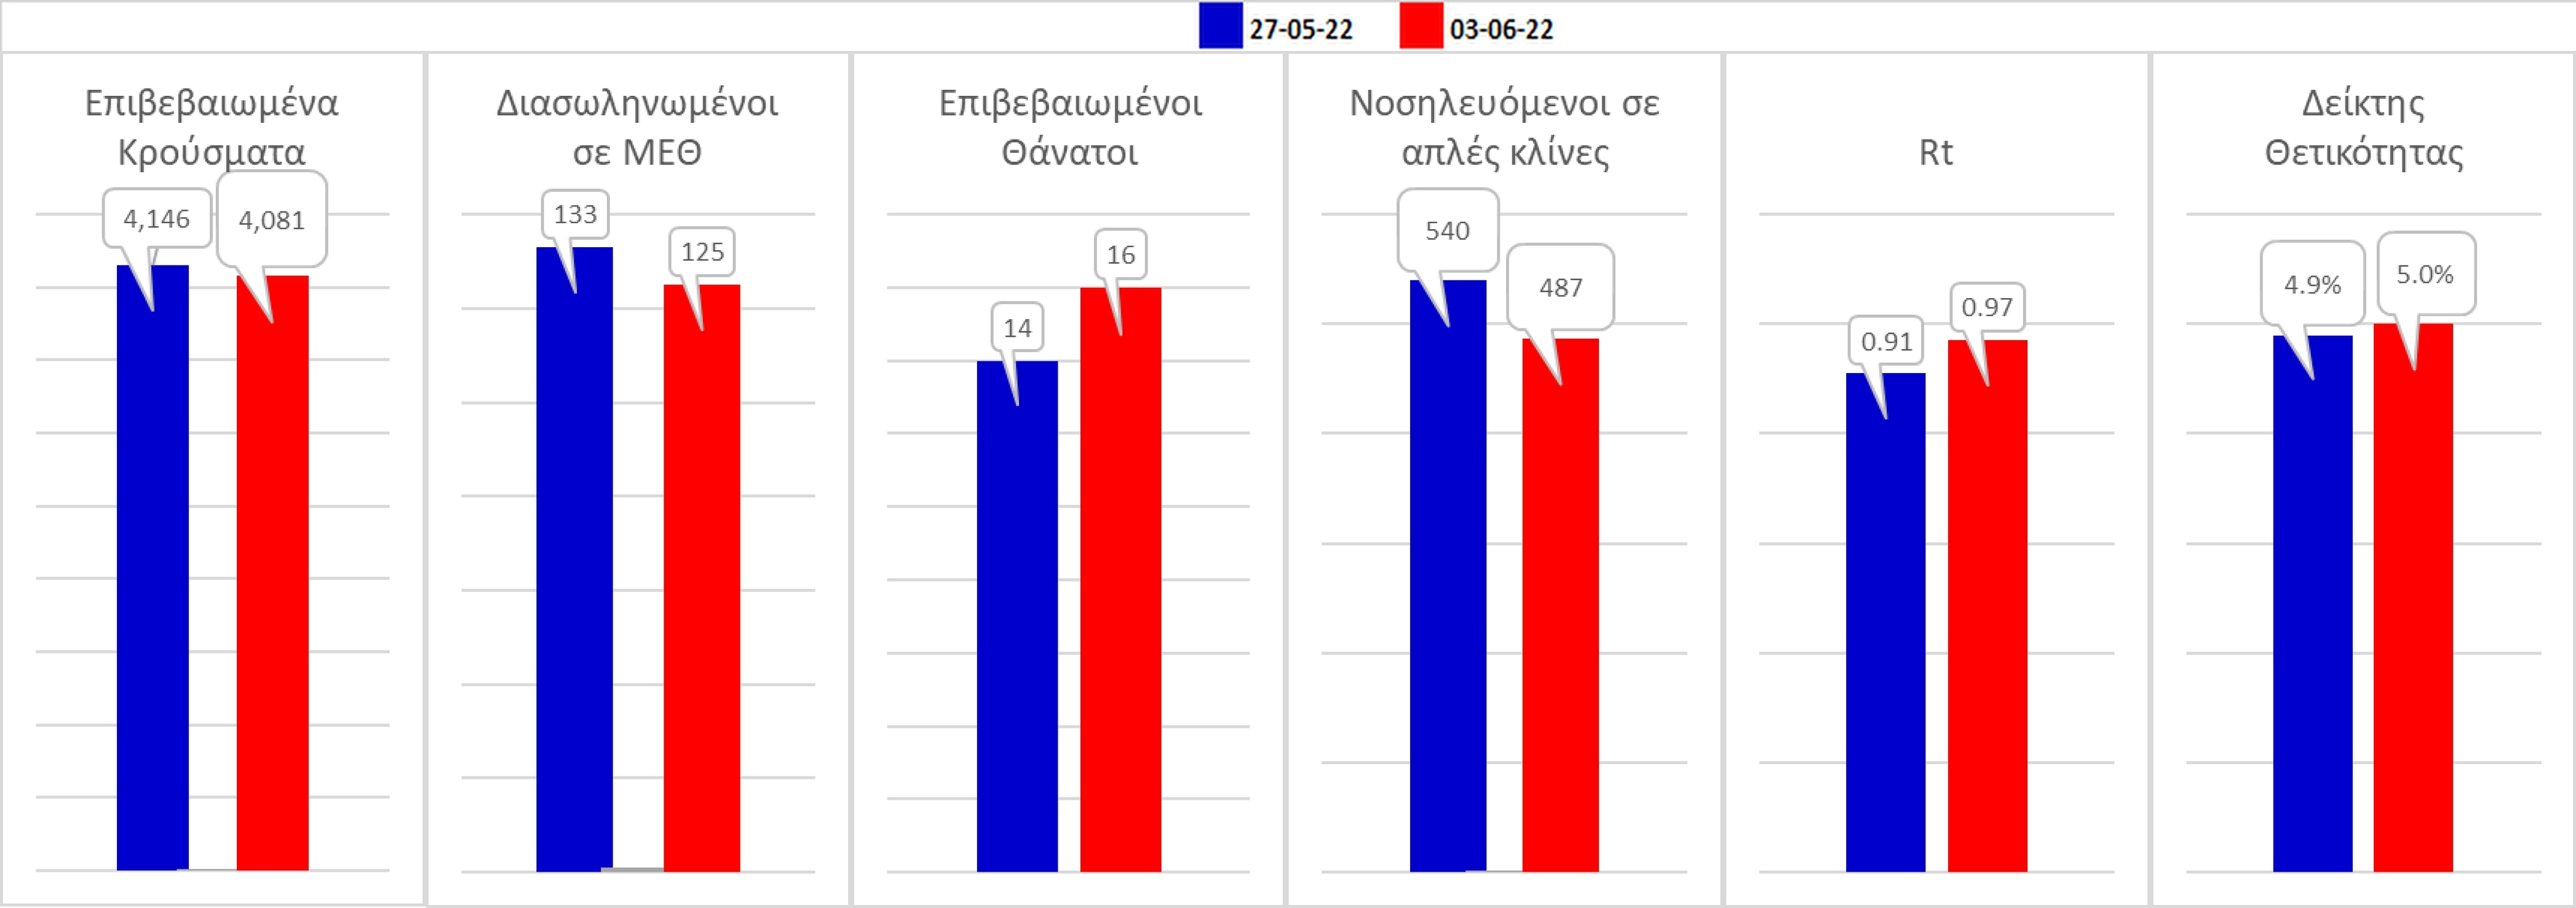 27-05-22 03-06-22
Επιβεβαιωμένα
Κρούσματα
4,146 4,081
Διασωληνωμένοι
σε ΜΕΘ
133
125
Επιβεβαιωμένοι
Θάνατοι
14
16
Νοσηλευόμενοι σε
απλές κλίνες
540
487
Rt
0.91
0.97
Δείκτης
Θετικότητας
4.9%
5.0%